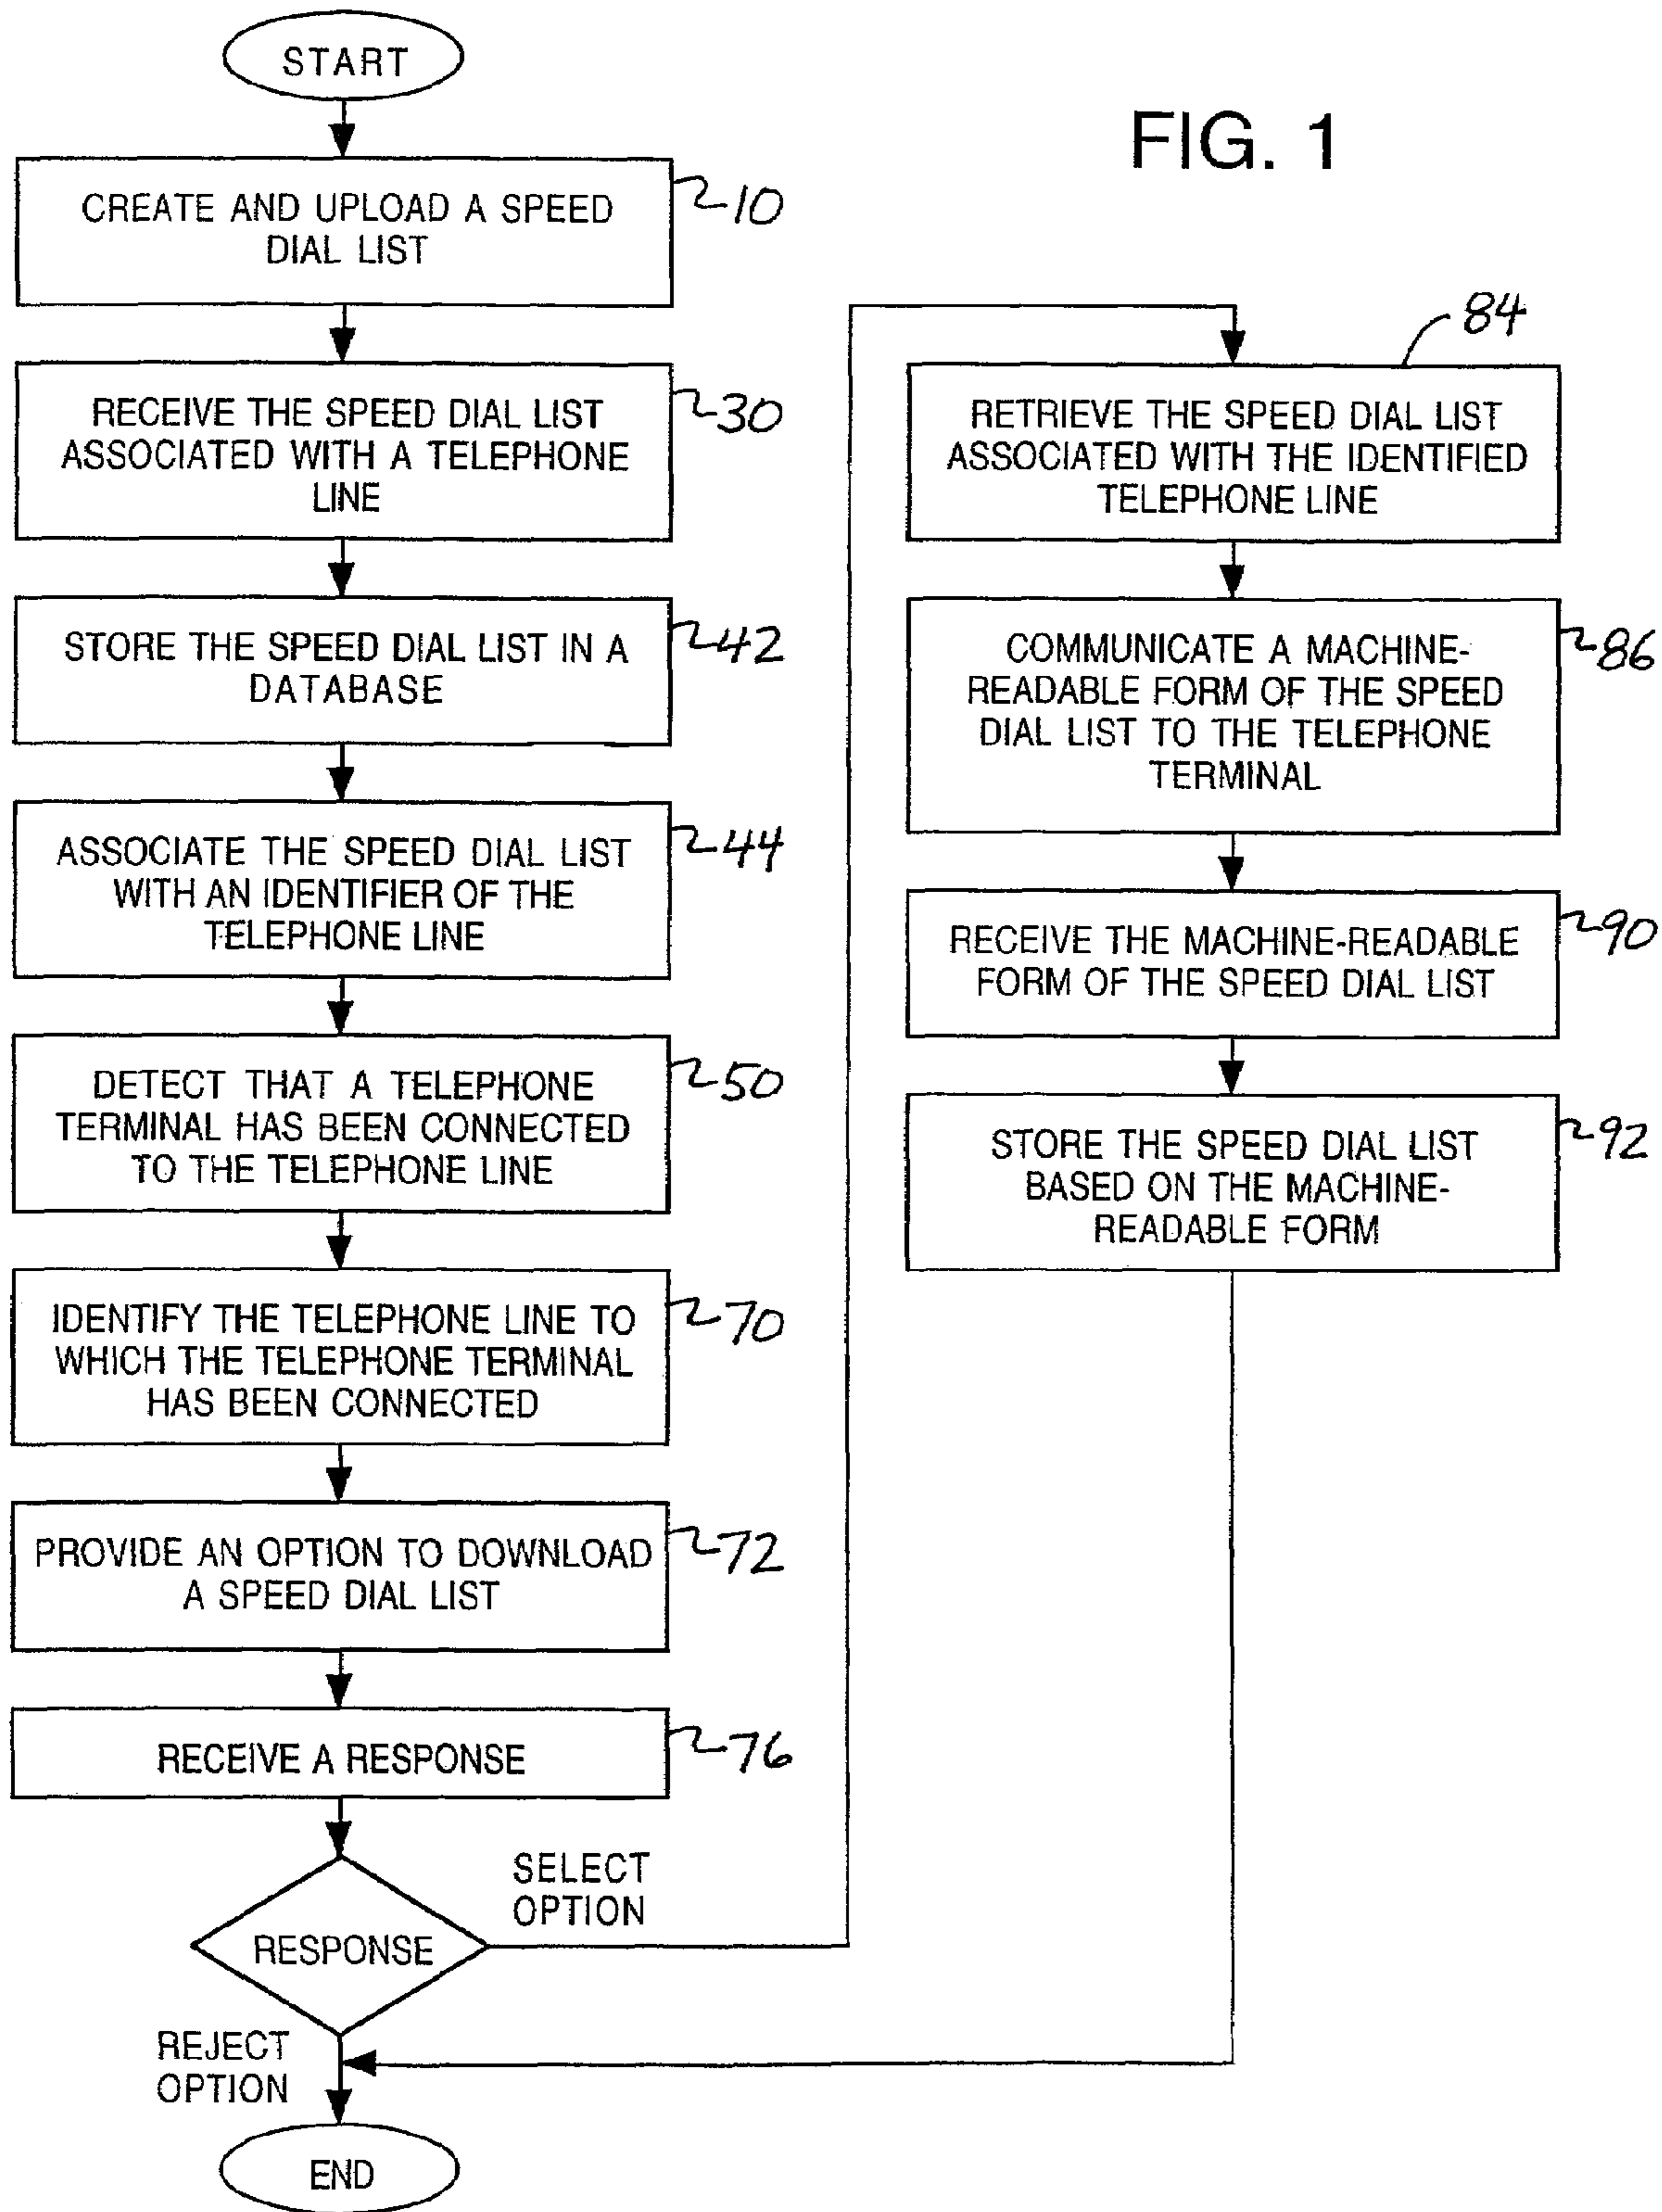 FIG. 1
START
CREATE AND UPLOAD A SPEED
DIAL LIST
10
RECEIVE THE SPEED DIAL LIST
ASSOCIATED WITH A TELEPHONE
LINE
30
STORE THE SPEED DIAL LIST IN A
DATABASE
42
ASSOCIATE THE SPEED DIAL LIST
WITH AN IDENTIFIER OF THE
TELEPHONE LINE
44
DETECT THAT A TELEPHONE
TERMINAL HAS BEEN CONNECTED
TO THE TELEPHONE LINE
50
IDENTIFY THE TELEPHONE LINE TO
WHICH THE TELEPHONE TERMINAL
HAS BEEN CONNECTED
70
PROVIDE AN OPTION TO DOWNLOAD
A SPEED DIAL LIST
72
RECEIVE A RESPONSE
76
RESPONSE
SELECT
OPTION
REJECT
OPTION
END
84
RETRIEVE THE SPEED DIAL LIST
ASSOCIATED WITH THE IDENTIFIED
TELEPHONE LINE
COMMUNICATE A MACHINE-
READABLE FORM OF THE SPEED
DIAL LIST TO THE TELEPHONE
TERMINAL
86
RECEIVE THE MACHINE-READABLE
FORM OF THE SPEED DIAL LIST
90
STORE THE SPEED DIAL LIST
BASED ON THE MACHINE-
READABLE FORM
92